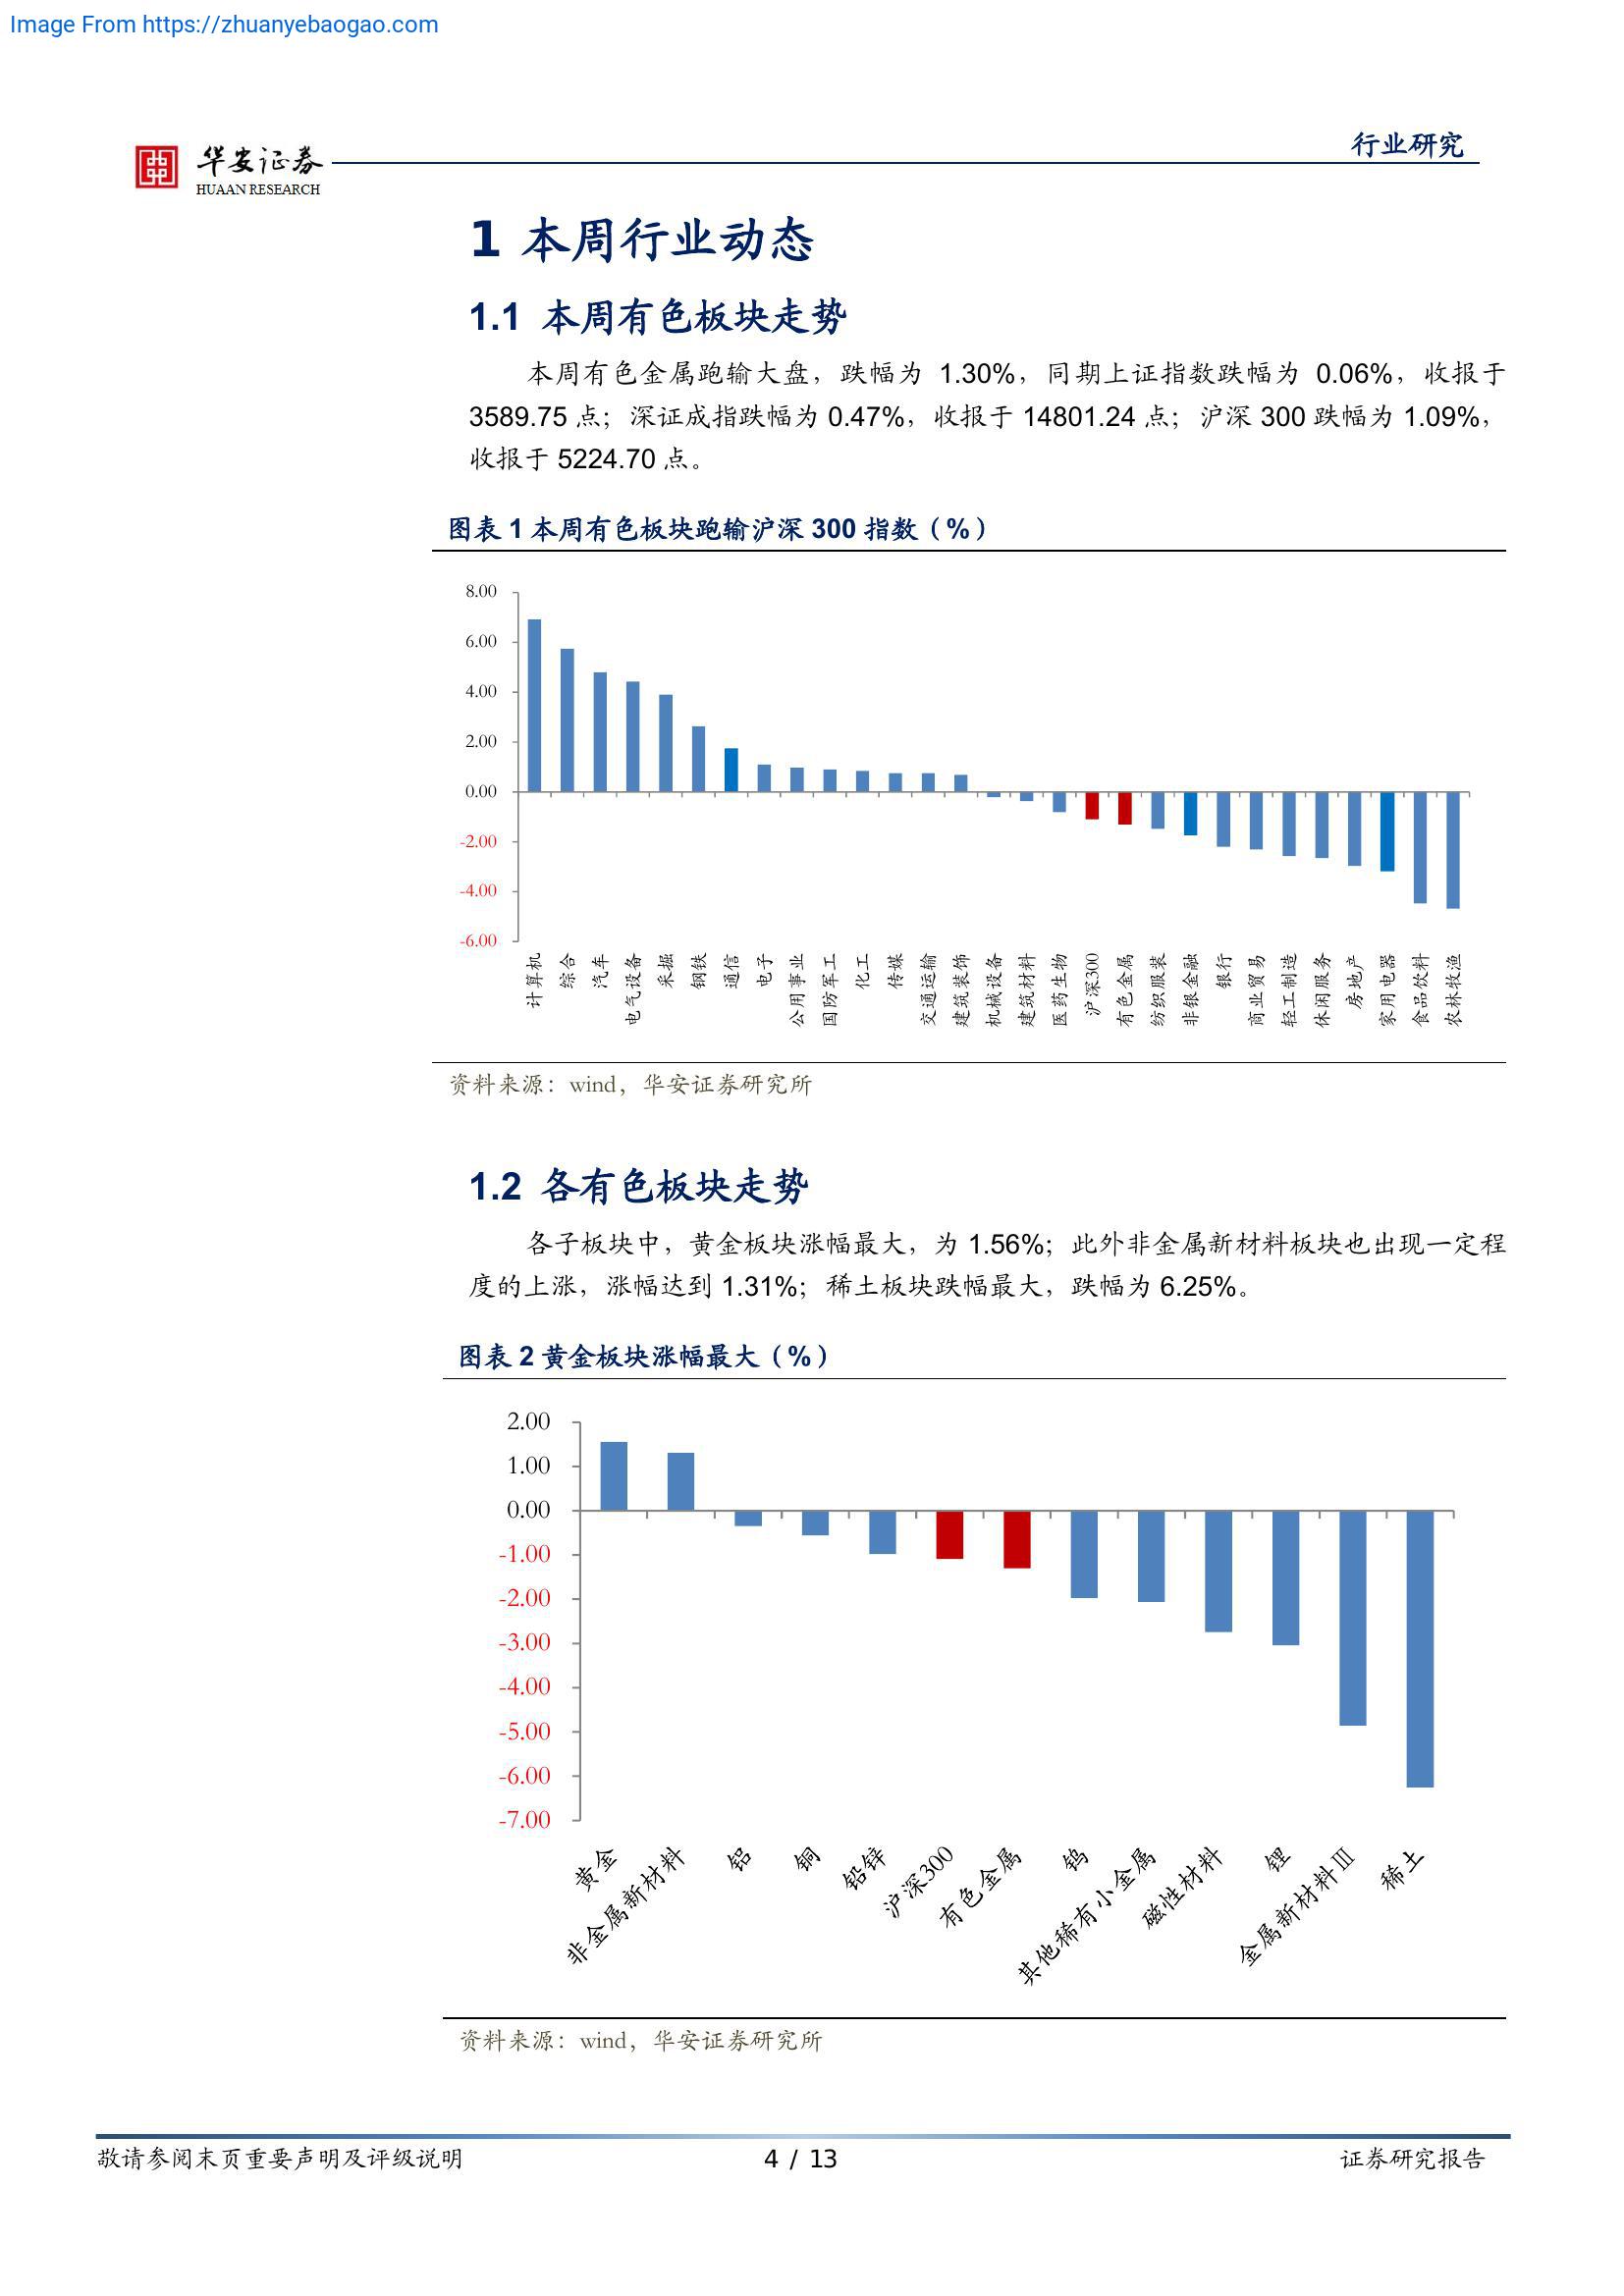 Image From https://zhuanyebaogao.com
华安证券
HUAAN RESEARCH
行业研究
1 本周行业动态
1.1 本周有色板块走势
本周有色金属跑输大盘，跌幅为 1.30%，同期上证指数跌幅为 0.06%，收报于
3589.75 点；深证成指跌幅为 0.47%，收报于 14801.24 点；沪深 300 跌幅为 1.09%，
收报于 5224.70 点。
图表 1 本周有色板块跑输沪深 300 指数（%）
8.00
6.00
4.00
2.00
0.00
-2.00
-4.00
-6.00
计算机
综合
汽车
电气设备
采掘
钢铁
通信
电子
公用事业
国防军工
化工
传媒
交通运输
建筑装饰
机械设备
建筑材料
医药生物
沪深300
有色金属
纺织服装
非银金融
银行
商业贸易
轻工制造
休闲服务
房地产
家用电器
食品饮料
农林牧渔
资料来源：wind，华安证券研究所
1.2 各有色板块走势
各子板块中，黄金板块涨幅最大，为 1.56%；此外非金属新材料板块也出现一定程
度的上涨，涨幅达到 1.31%；稀土板块跌幅最大，跌幅为 6.25%。
图表 2 黄金板块涨幅最大（%）
2.00
1.00
0.00
-1.00
-2.00
-3.00
-4.00
-5.00
-6.00
-7.00
黄金
非金属新材料
铝
铜
铅锌
沪深300
有色金属
钨
其他稀有小金属
磁性材料
锂
金属新材料Ⅲ
稀土
资料来源：wind，华安证券研究所
敬请参阅末页重要声明及评级说明
4 / 13
证券研究报告